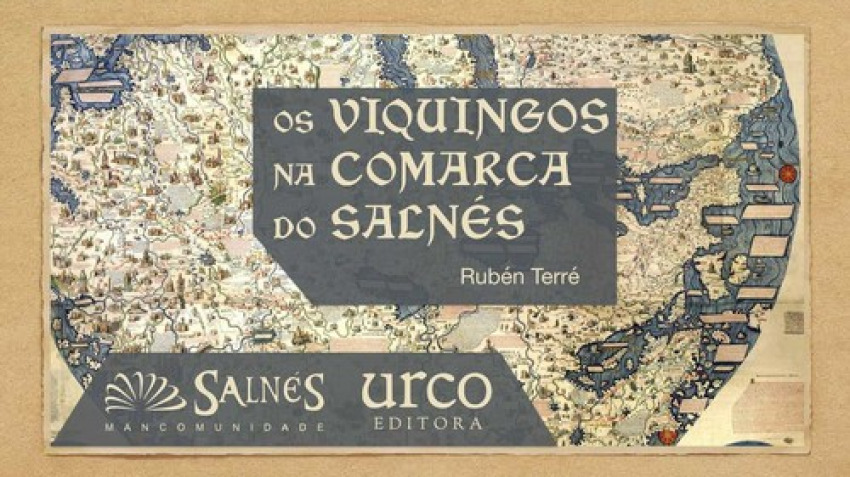 OS VIQUINGOS
NA COMARCA
DO SALNÉS
Rubén Terré
SALNÉS
MANCOMUNIDADE
urco
EDITORA